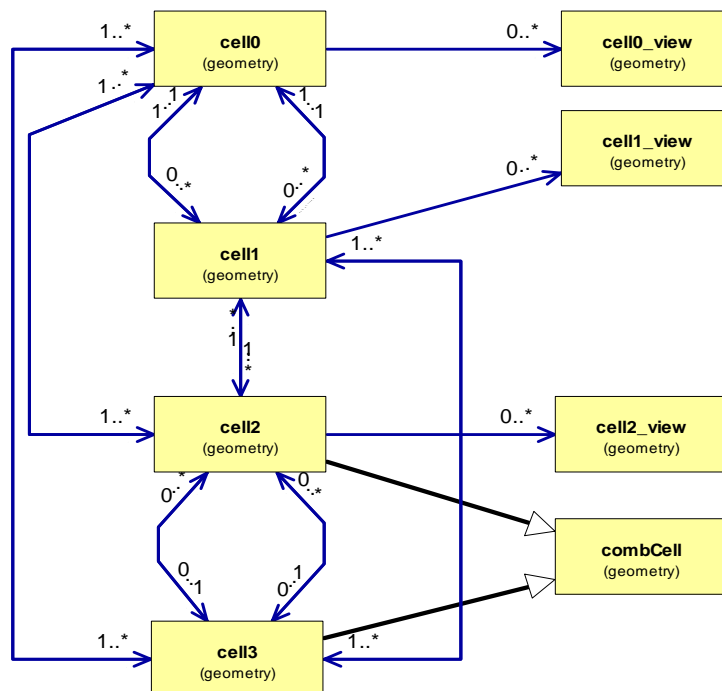 1..*
cell0
(geometry)
0..*
cell0_view
(geometry)
1..*
1..1
1..1
cell1_view
(geometry)
0..*
0..*
0..*
cell1
(geometry)
1..*
1..*
1..*
1..*
cell2
(geometry)
0..*
cell2_view
(geometry)
0..*
0..*
combCell
(geometry)
0..1
0..1
1..*
cell3
(geometry)
1..*